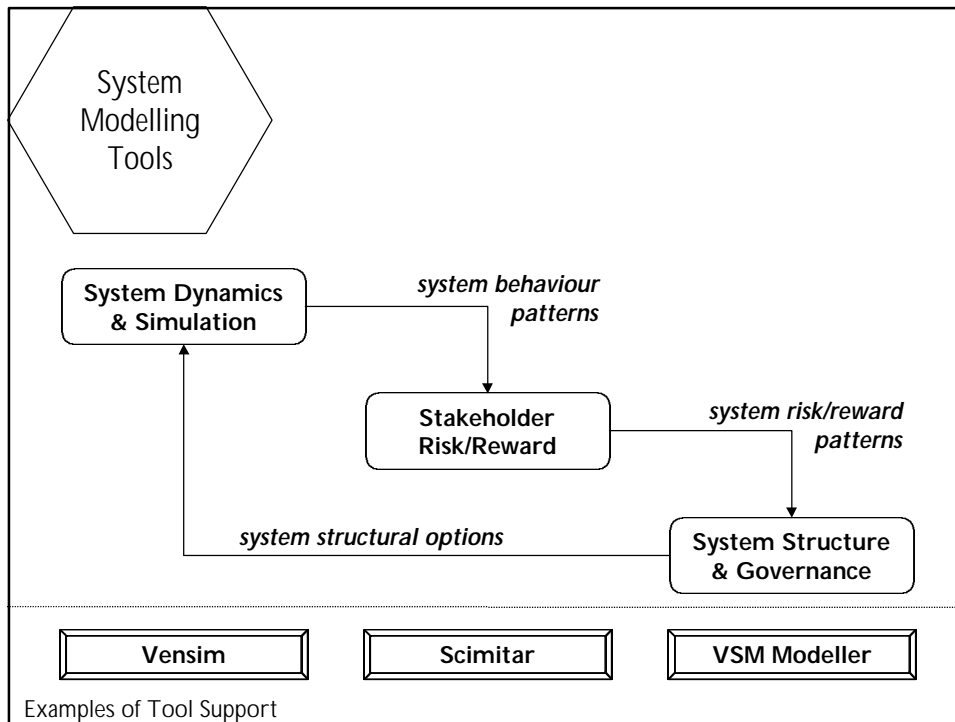 System
Modelling
Tools
system behaviour
patterns
System Dynamics
& Simulation
Stakeholder
Risk/Reward
system risk/reward
patterns
system structural options
System Structure
& Governance
Vensim
Scimitar
VSM Modeller
Examples of Tool Support